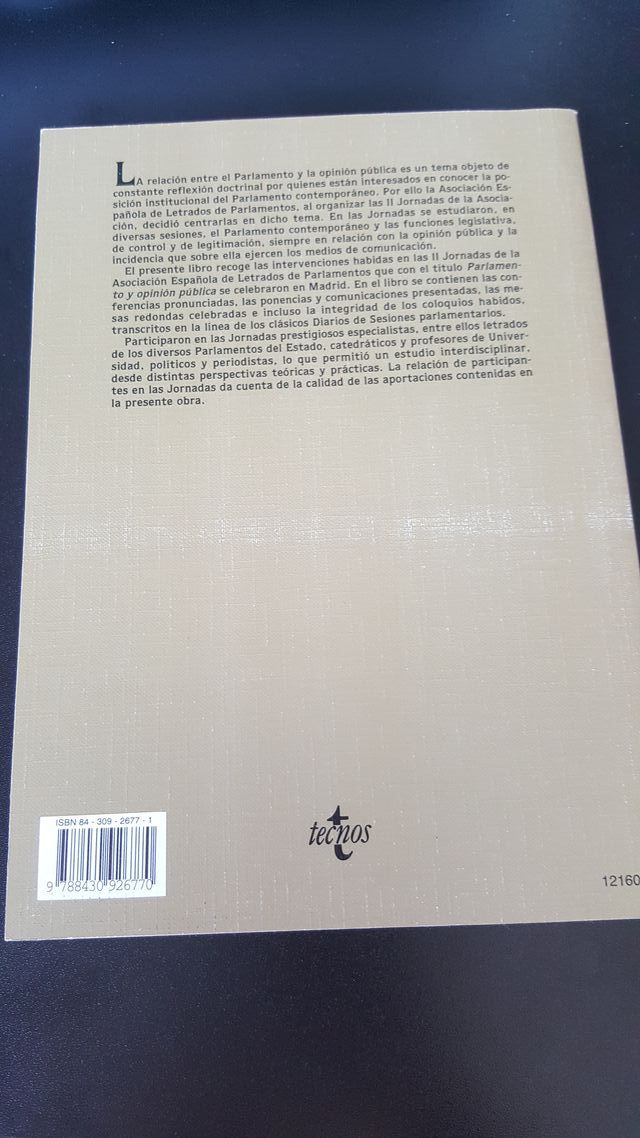 LA relación entre el Parlamento y la opinión pública es un tema objeto de
constante reflexión doctrinal por quienes están interesados en conocer la po-
sición institucional del Parlamento contemporáneo. Por ello la Asociación Es-
pañola de Letrados de Parlamentos, al organizar las II Jornadas de la Asocia-
ción, decidió centrarlas en dicho tema. En las Jornadas se estudiaron, en
diversas sesiones, el Parlamento contemporáneo y las funciones legislativa,
de control y de legitimación, siempre en relación con la opinión pública y la
incidencia que sobre ella ejercen los medios de comunicación.
El presente libro recoge las intervenciones habidas en las II Jornadas de la
Asociación Española de Letrados de Parlamentos que con el título Parlamen-
to y opinión pública se celebraron en Madrid. En el libro se contienen las con-
ferencias pronunciadas, las ponencias y comunicaciones presentadas, las me-
sas redondas celebradas e incluso la integridad de los coloquios habidos,
transcritos en la línea de los clásicos Diarios de Sesiones parlamentarios.
Participaron en las Jornadas prestigiosos especialistas, entre ellos letrados
de los diversos Parlamentos del Estado, catedráticos y profesores de Univer-
sidad, políticos y periodistas, lo que permitió un estudio interdisciplinar,
desde distintas perspectivas teóricas y prácticas. La relación de participan-
tes en las Jornadas da cuenta de la calidad de las aportaciones contenidas en
la presente obra.
ISBN 84 - 309 - 2677 - 1
9 788430 926770
tecnos
12160